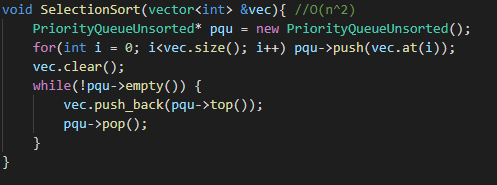 void SelectionSort(vector<int> &vec){ //O(n^2)
    PriorityQueueUnsorted* pqu = new PriorityQueueUnsorted();
    for(int i = 0; i<vec.size(); i++) pqu->push(vec.at(i));
    vec.clear();
    while(!pqu->empty()) {
        vec.push_back(pqu->top());
        pqu->pop();
    }
}